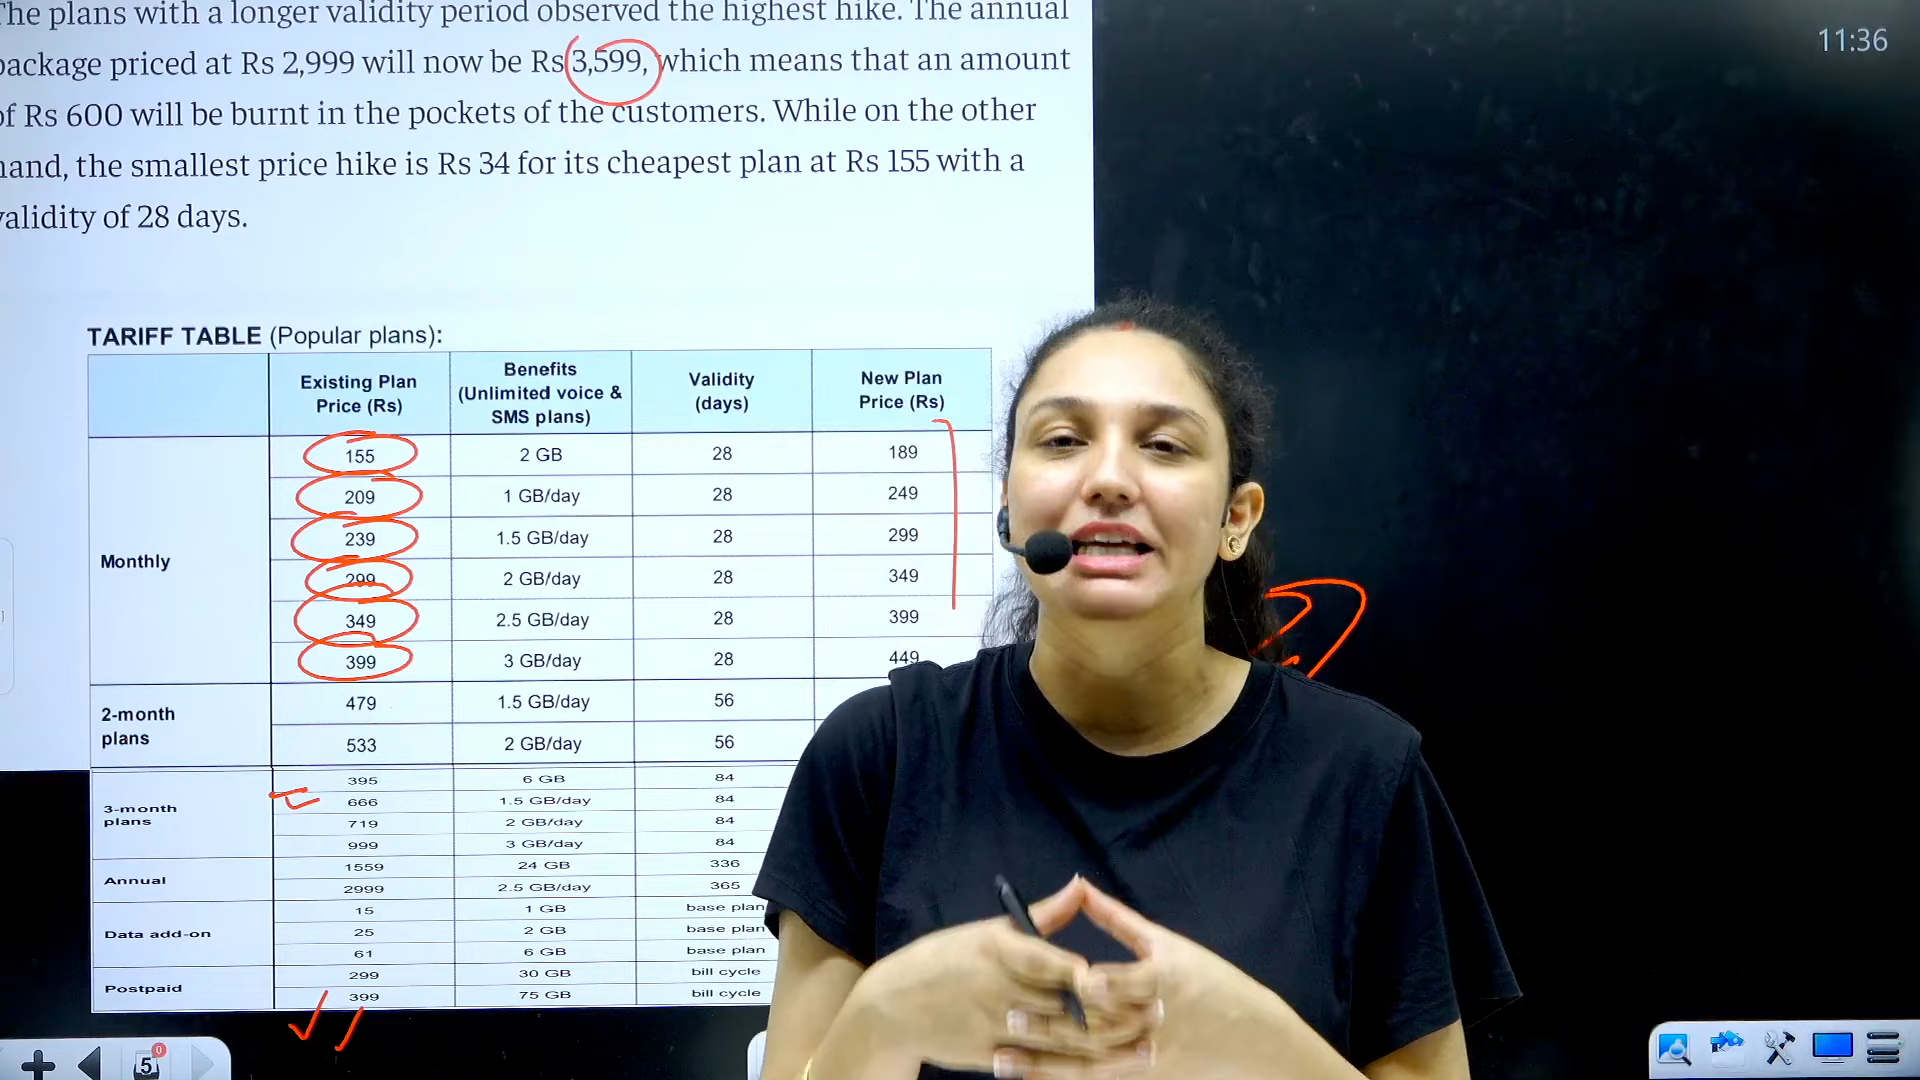 The plans with a longer validity period observed the highest hike. The annual
package priced at Rs 2,999 will now be Rs 3,599, which means that an amount
of Rs 600 will be burnt in the pockets of the customers. While on the other
hand, the smallest price hike is Rs 34 for its cheapest plan at Rs 155 with a
validity of 28 days.
11:36
TARIFF TABLE (Popular plans):
Existing Plan Price (Rs) Benefits (Unlimited voice & SMS plans) Validity (days) New Plan Price (Rs)
Monthly
155 2 GB 28 189
209 1 GB/day 28 249
239 1.5 GB/day 28 299
299 2 GB/day 28 349
349 2.5 GB/day 28 399
399 3 GB/day 28 449
2-month plans
479 1.5 GB/day 56
533 2 GB/day 56
3-month plans
395 6 GB 84
666 1.5 GB/day 84
719 2 GB/day 84
999 3 GB/day 84
Annual
1559 24 GB 336
2999 2.5 GB/day 365
Data add-on
15 1 GB base plan
25 2 GB base plan
61 6 GB base plan
Postpaid
299 30 GB bill cycle
399 75 GB bill cycle
5
0